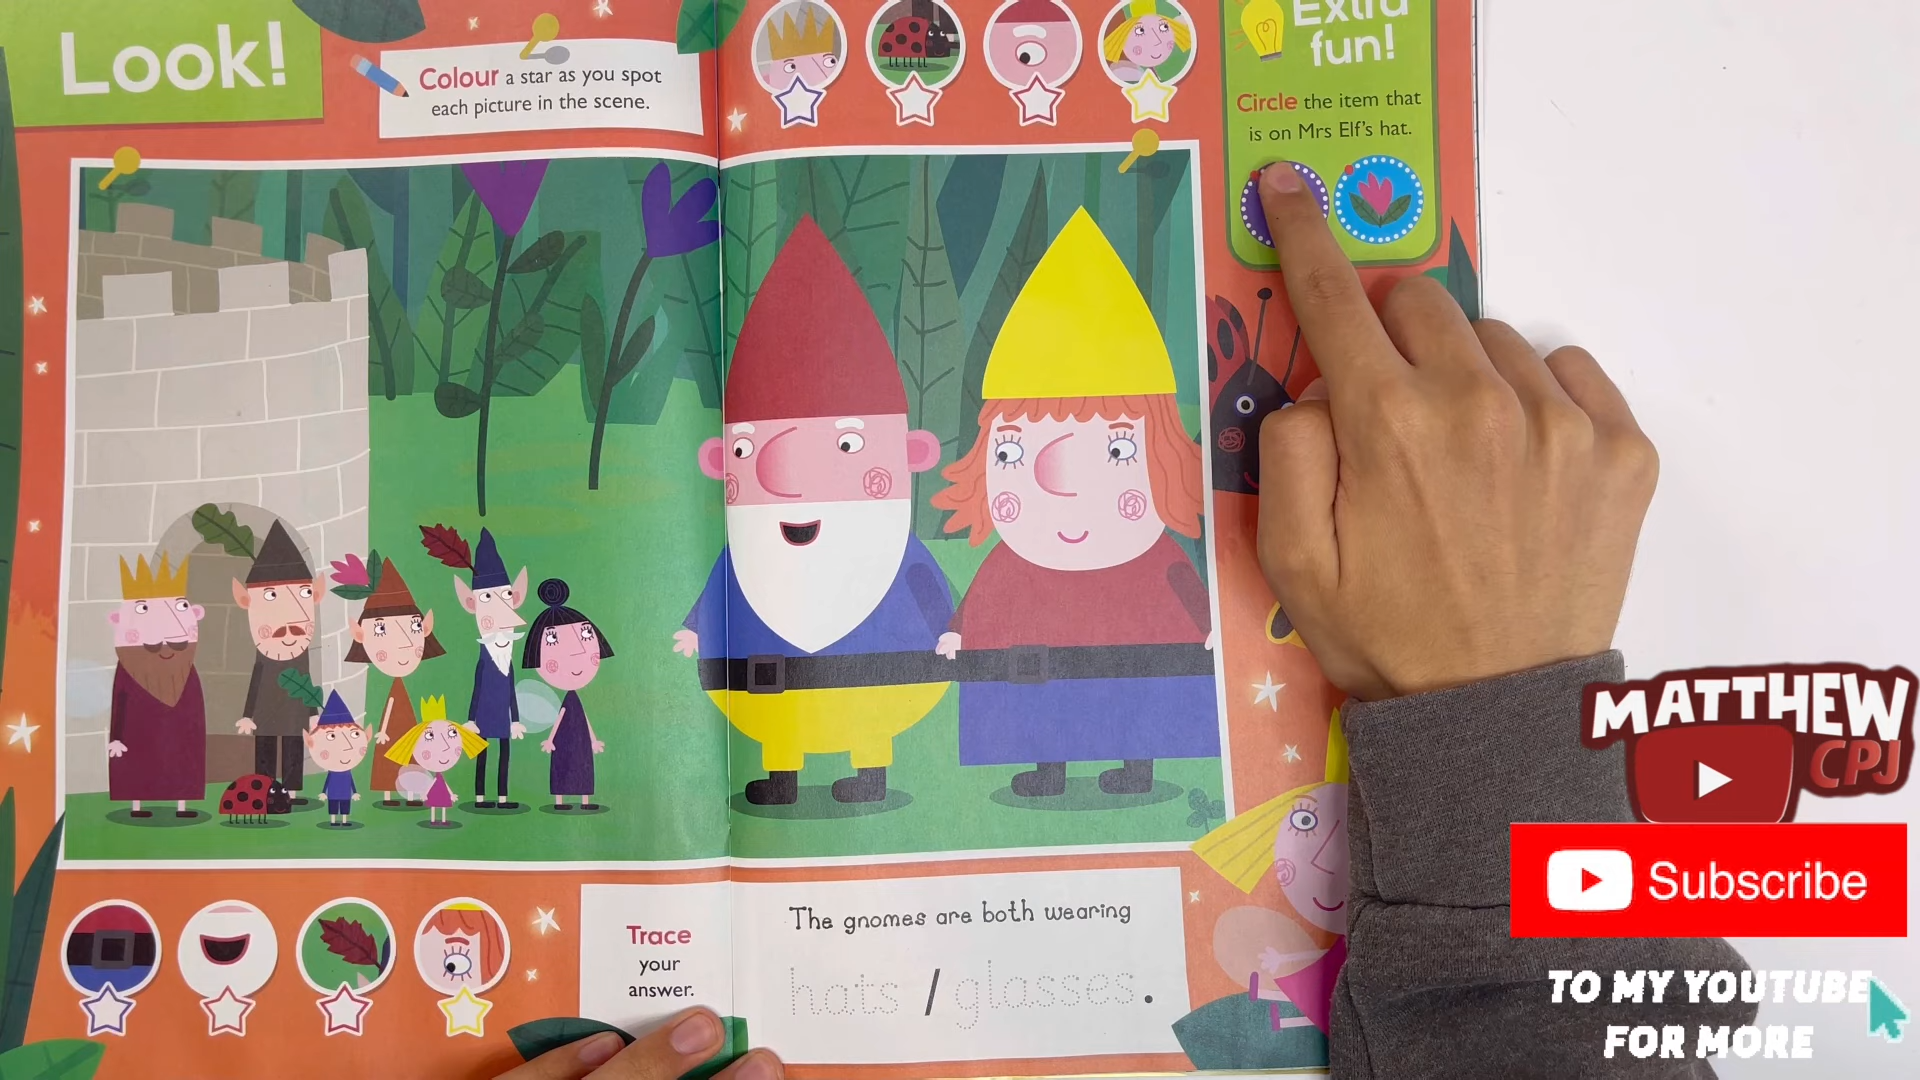 Look!
Colour a star as you spot
each picture in the scene.
Extra
fun!
Circle the item that
is on Mrs Elf's hat.
Trace
your
answer.
The gnomes are both wearing
hats / glasses.
MATTHEW
CPJ
Subscribe
TO MY YOUTUBE
FOR MORE